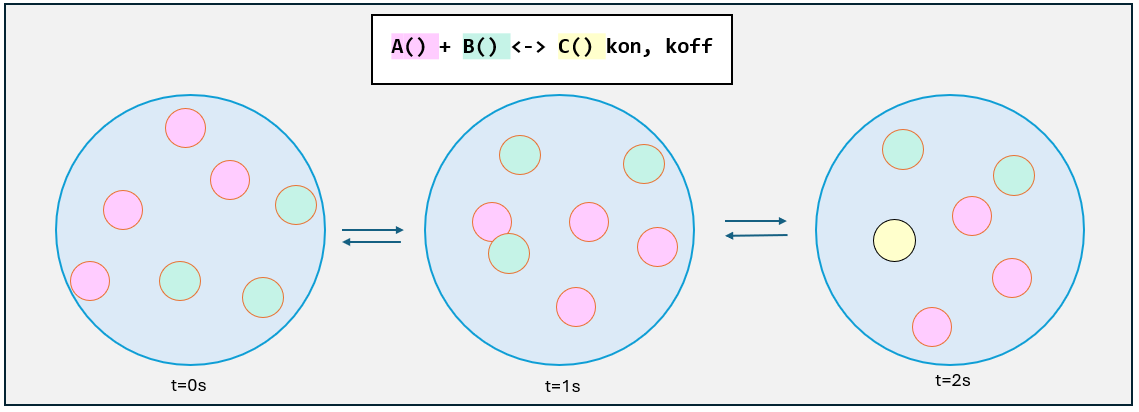 A() + B() <-> C() kon, koff
t=0s
t=1s
t=2s